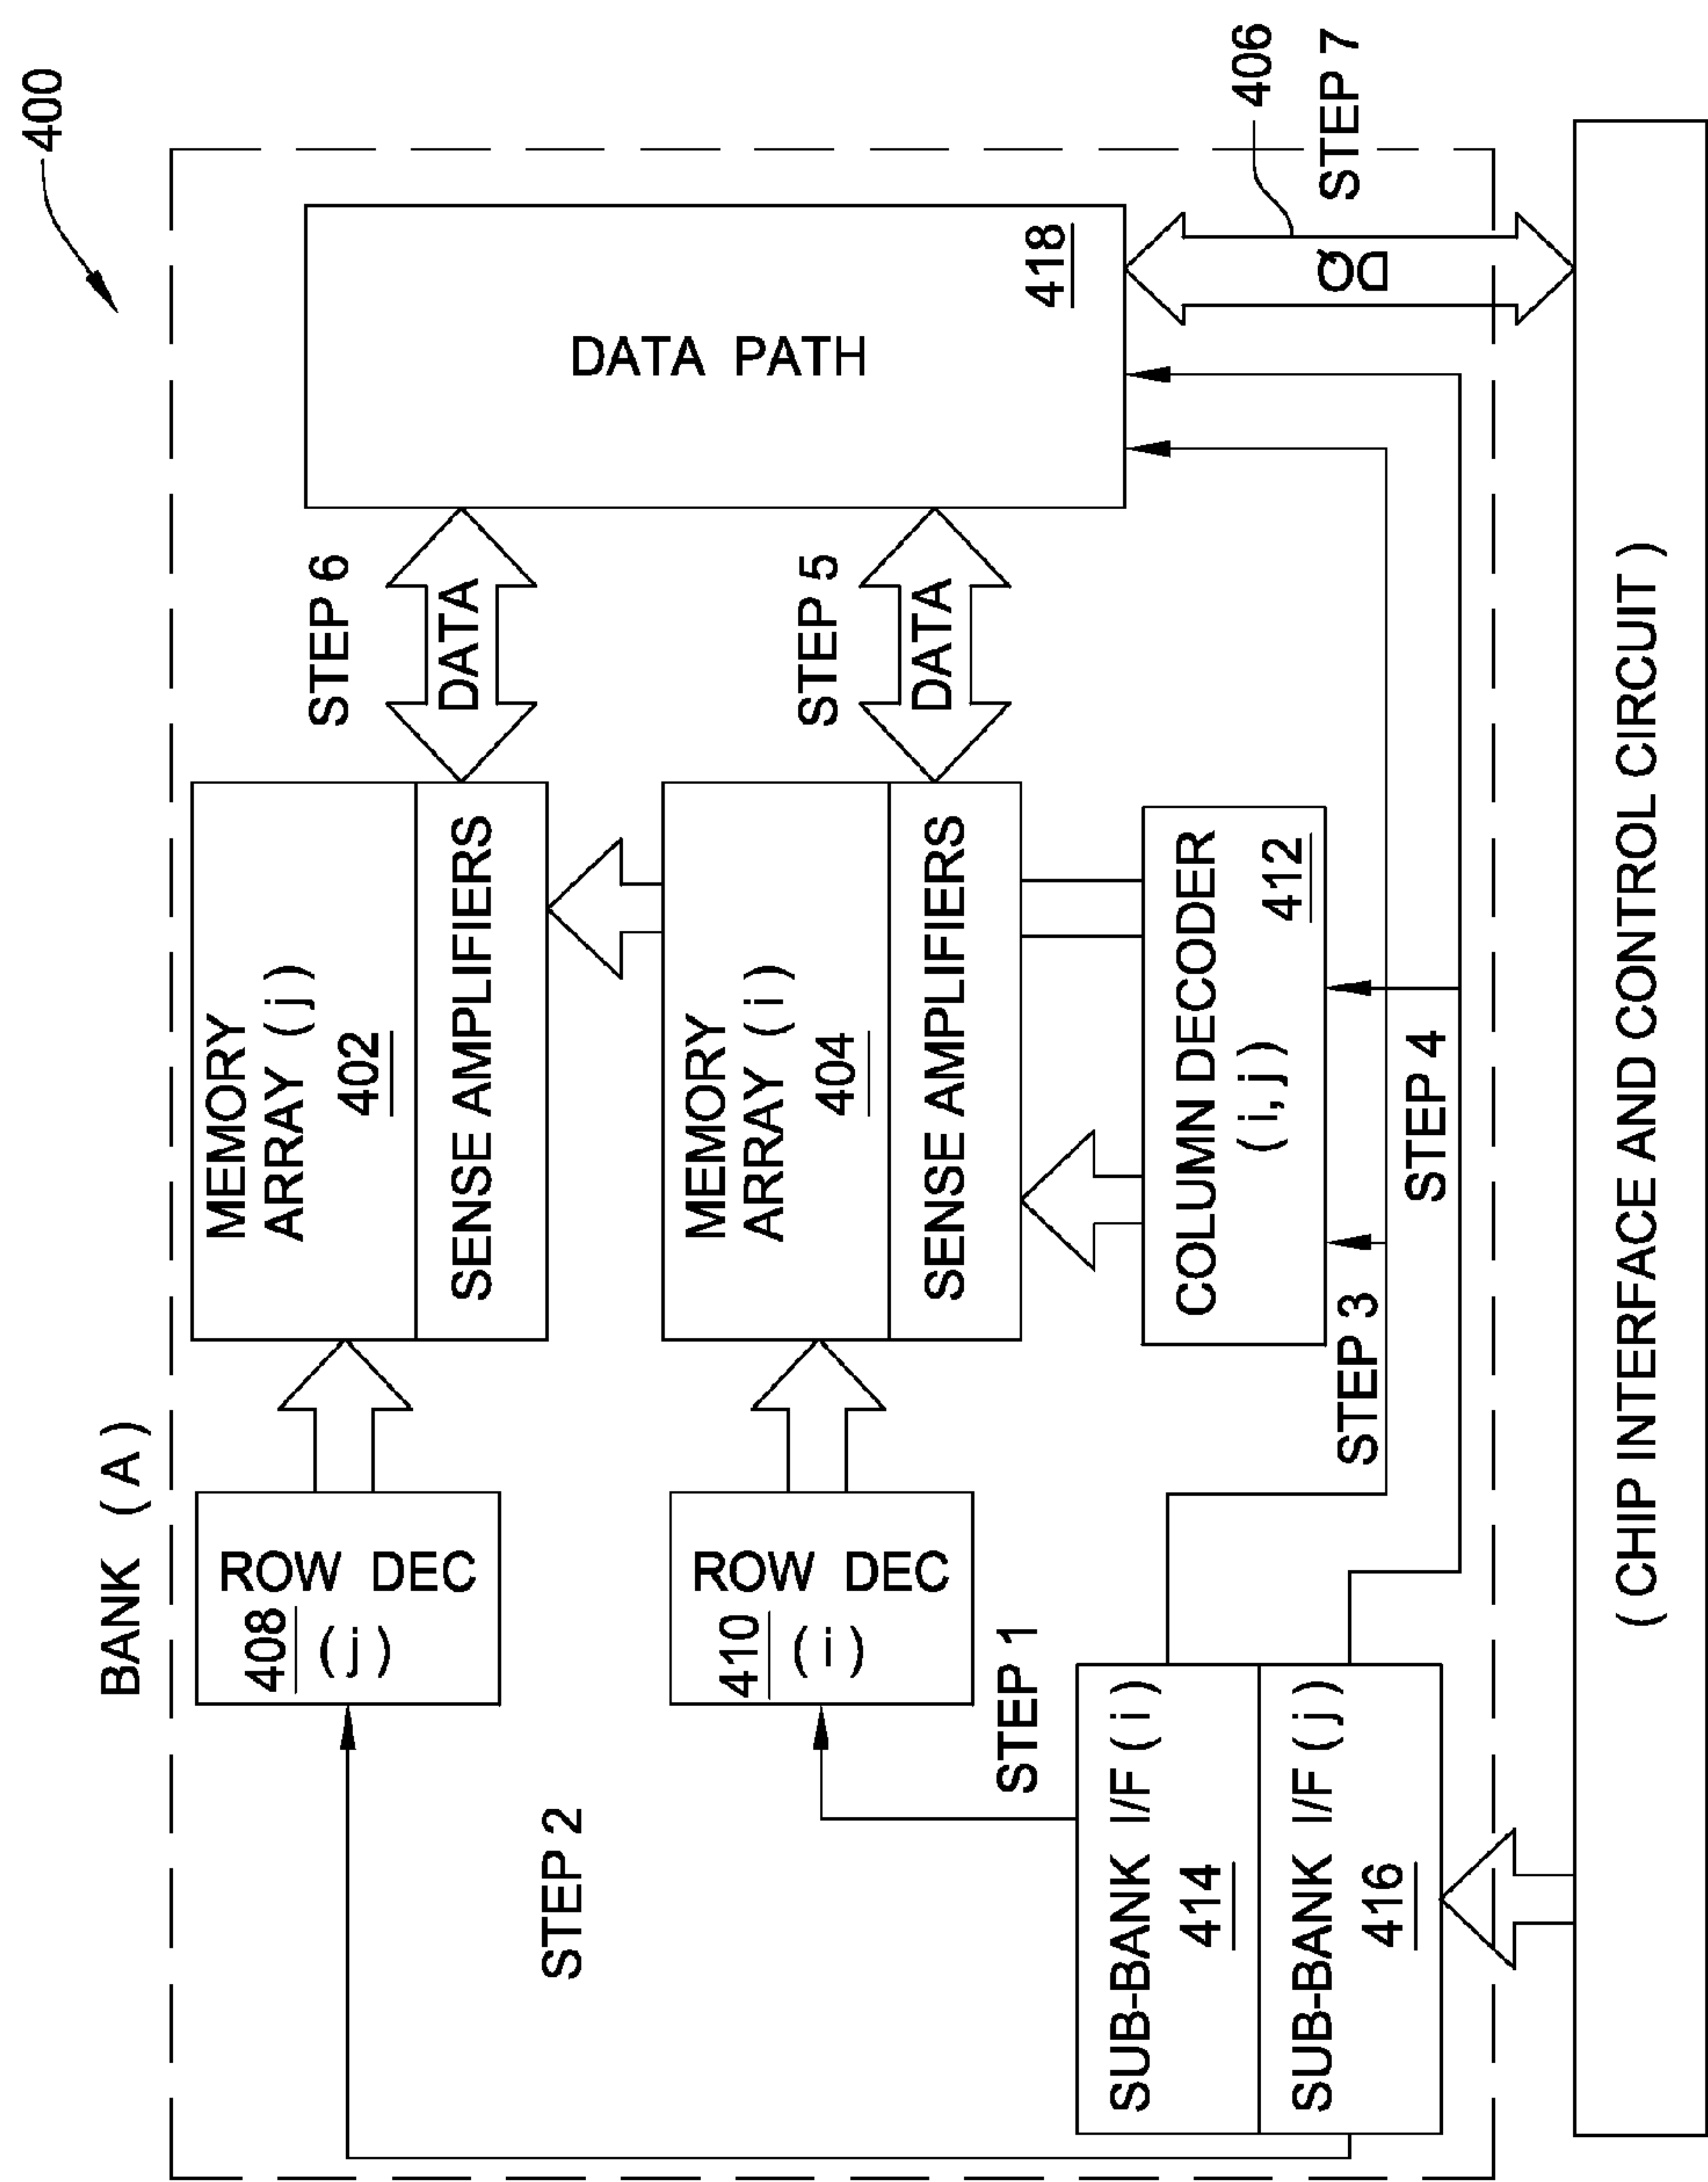 400
BANK ( A )
ROW DEC
408 ( j )
MEMORY
ARRAY ( j )
402
SENSE AMPLIFIERS
STEP 6
DATA
DATA PATH
418
STEP 2
ROW DEC
410 ( i )
MEMORY
ARRAY ( i )
404
SENSE AMPLIFIERS
STEP 5
DATA
STEP 1
SUB-BANK I/F ( i )
414
SUB-BANK I/F ( j )
416
COLUMN DECODER
( i, j )
412
STEP 3
STEP 4
DQ
406
STEP 7
( CHIP INTERFACE AND CONTROL CIRCUIT )